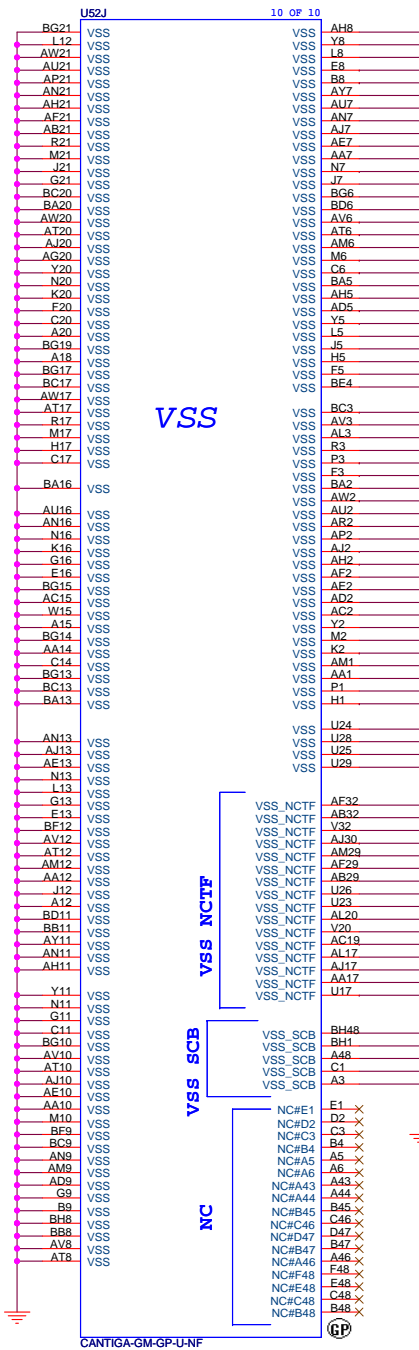 U52J 10 OF 10
BG21 VSS VSS AH8
L12 VSS VSS Y8
AW21 VSS VSS L8
AU21 VSS VSS E8
AP21 VSS VSS B8
AN21 VSS VSS AY7
AH21 VSS VSS AU7
AF21 VSS VSS AN7
AB21 VSS VSS AJ7
R21 VSS VSS AE7
M21 VSS VSS AA7
J21 VSS VSS N7
G21 VSS VSS J7
BC20 VSS VSS BG6
BA20 VSS VSS BD6
AW20 VSS VSS AV6
AT20 VSS VSS AT6
AJ20 VSS VSS AM6
AG20 VSS VSS M6
Y20 VSS VSS C6
N20 VSS VSS BA5
K20 VSS VSS AH5
F20 VSS VSS AD5
C20 VSS VSS Y5
A20 VSS VSS L5
BG19 VSS VSS J5
A18 VSS VSS H5
BG17 VSS VSS F5
BC17 VSS VSS BE4
AW17 VSS
AT17 VSS VSS BC3
R17 VSS VSS AV3
M17 VSS VSS AL3
H17 VSS VSS R3
C17 VSS VSS P3
VSS F3
BA16 VSS VSS BA2
VSS AW2
AU16 VSS VSS AU2
AN16 VSS VSS AR2
N16 VSS VSS AP2
K16 VSS VSS AJ2
G16 VSS VSS AH2
E16 VSS VSS AF2
BG15 VSS VSS AE2
AC15 VSS VSS AD2
W15 VSS VSS AC2
A15 VSS VSS Y2
BG14 VSS VSS M2
AA14 VSS VSS K2
C14 VSS VSS AM1
BG13 VSS VSS AA1
BC13 VSS VSS P1
BA13 VSS VSS H1
VSS
VSS U24
AN13 VSS VSS U28
AJ13 VSS VSS U25
AE13 VSS VSS U29
N13 VSS
L13 VSS
G13 VSS VSS_NCTF AF32
E13 VSS VSS_NCTF AB32
BF12 VSS VSS_NCTF V32
AV12 VSS VSS_NCTF AJ30
AT12 VSS VSS_NCTF AM29
AM12 VSS VSS_NCTF AF29
AA12 VSS VSS_NCTF AB29
J12 VSS VSS_NCTF U26
A12 VSS VSS_NCTF U23
BD11 VSS VSS_NCTF AL20
BB11 VSS VSS_NCTF V20
AY11 VSS VSS_NCTF AC19
AN11 VSS VSS_NCTF AL17
AH11 VSS VSS_NCTF AJ17
VSS_NCTF AA17
Y11 VSS VSS_NCTF U17
VSS NCTF
N11 VSS
G11 VSS
C11 VSS VSS_SCB BH48
BG10 VSS VSS_SCB BH1
AV10 VSS VSS_SCB A48
AT10 VSS VSS_SCB C1
AJ10 VSS VSS_SCB A3
VSS SCB
AE10 VSS
AA10 VSS NC#E1 E1
M10 VSS NC#D2 D2
BF9 VSS NC#C3 C3
BC9 VSS NC#B4 B4
AN9 VSS NC#A5 A5
AM9 VSS NC#A6 A6
AD9 VSS NC#A43 A43
G9 VSS NC#A44 A44
B9 VSS NC#B45 B45
BH8 VSS NC#C46 C46
BB8 VSS NC#D47 D47
AV8 VSS NC#B47 B47
AT8 VSS NC#A46 A46
NC#F48 F48
NC#E48 E48
NC#C48 C48
NC#B48 B48
NC
GP
CANTIGA-GM-GP-U-NF